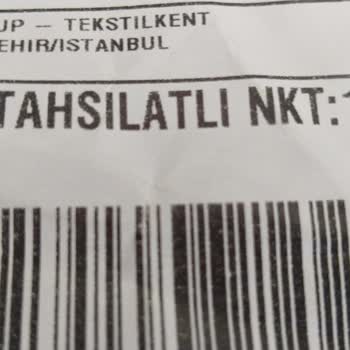 UP – TEKSTILKENT
EHIR/ISTANBUL
TAHSILATLI NKT: